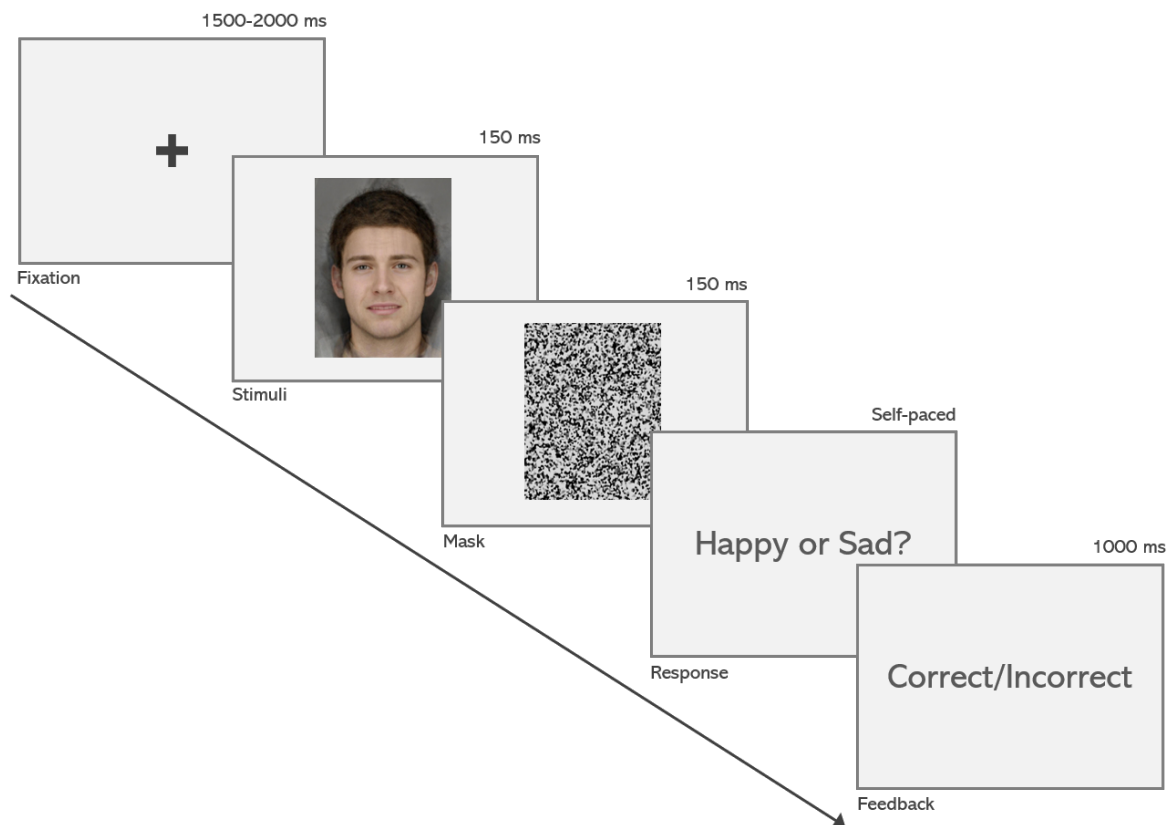 1500-2000 ms
Fixation
150 ms
Stimuli
150 ms
Mask
Self-paced
Happy or Sad?
Response
1000 ms
Correct/Incorrect
Feedback